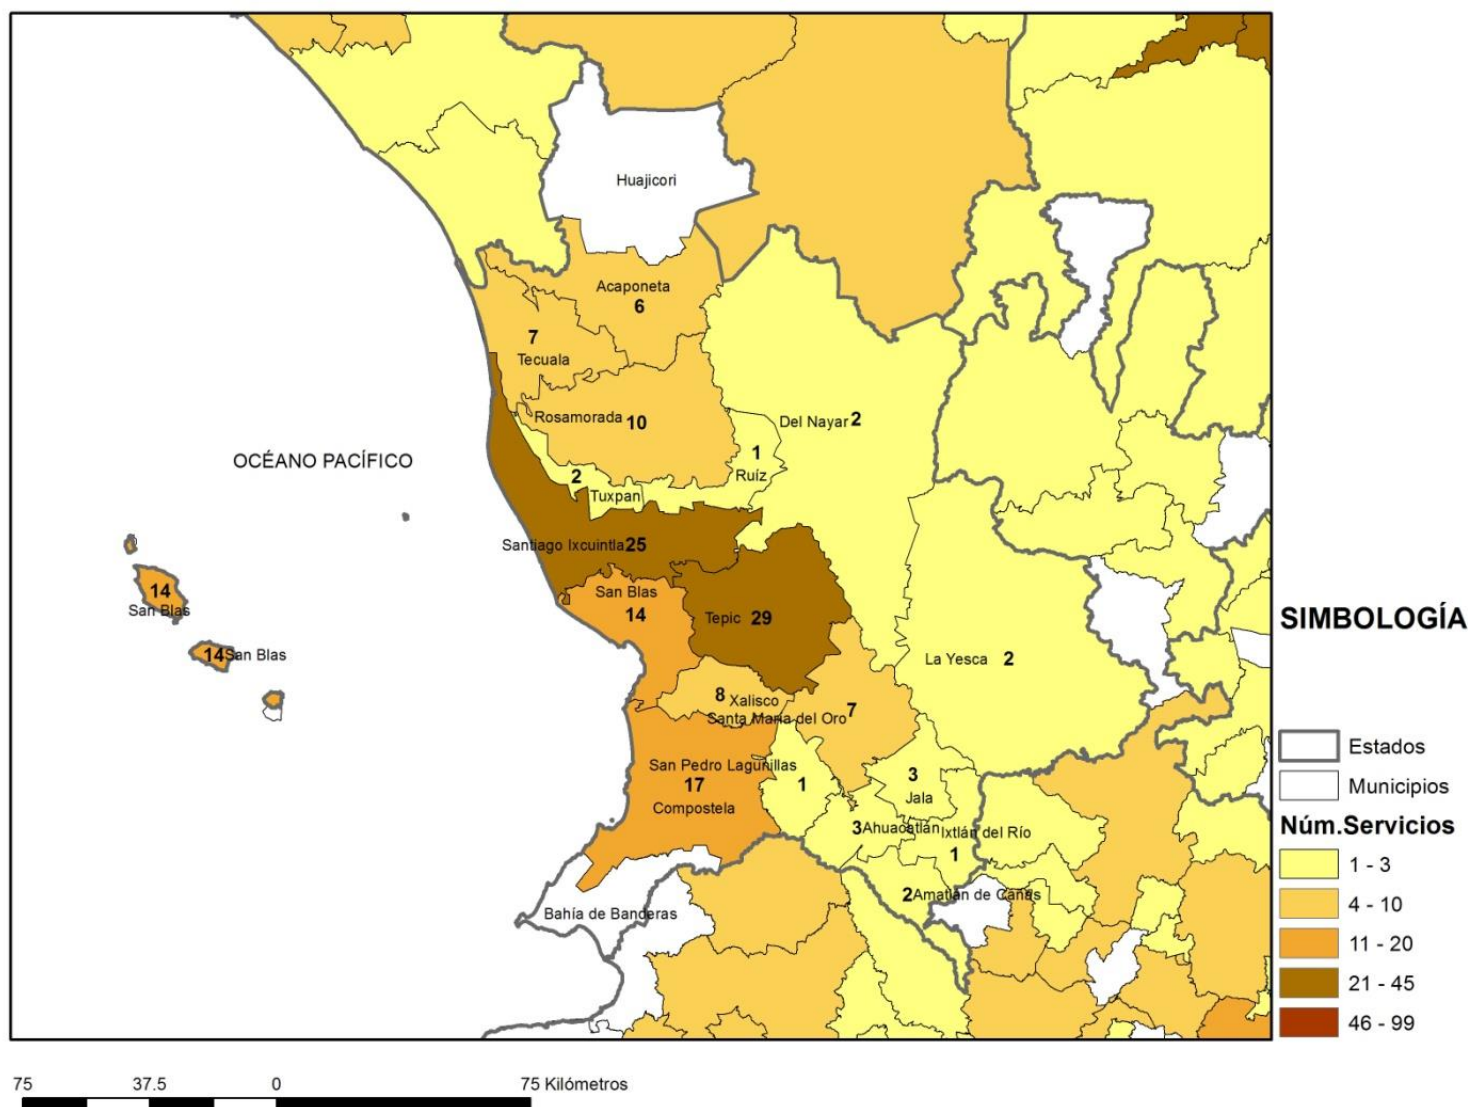 Huajicori
Acaponeta
6
7
Tecuala
Rosamorada 10
Del Nayar 2
1
Ruíz
2
Tuxpan
OCÉANO PACÍFICO
Santiago Ixcuintla 25
14
San Blas
San Blas
14
Tepic 29
14 San Blas
La Yesca 2
8
Xalisco
Santa María del Oro
7
San Pedro Lagunillas
17
1
Compostela
3
Jala
3 Ahuacatlán
Ixtlán del Río
1
2 Amatlán de Cañas
Bahía de Banderas
SIMBOLOGÍA
Estados
Municipios
Núm.Servicios
1 - 3
4 - 10
11 - 20
21 - 45
46 - 99
75 37.5 0 75 Kilómetros